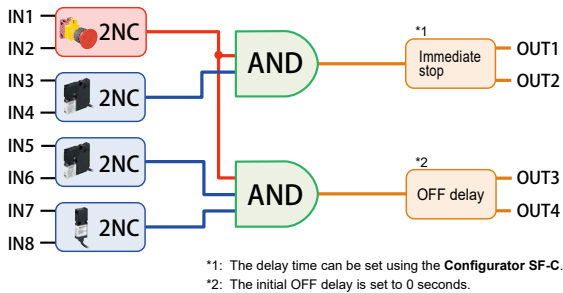 IN1
IN2
2NC
IN3
IN4
2NC
IN5
IN6
2NC
IN7
IN8
2NC
AND
AND
*1
Immediate
stop
OUT1
OUT2
*2
OFF delay
OUT3
OUT4
*1: The delay time can be set using the Configurator SF-C.
*2: The initial OFF delay is set to 0 seconds.